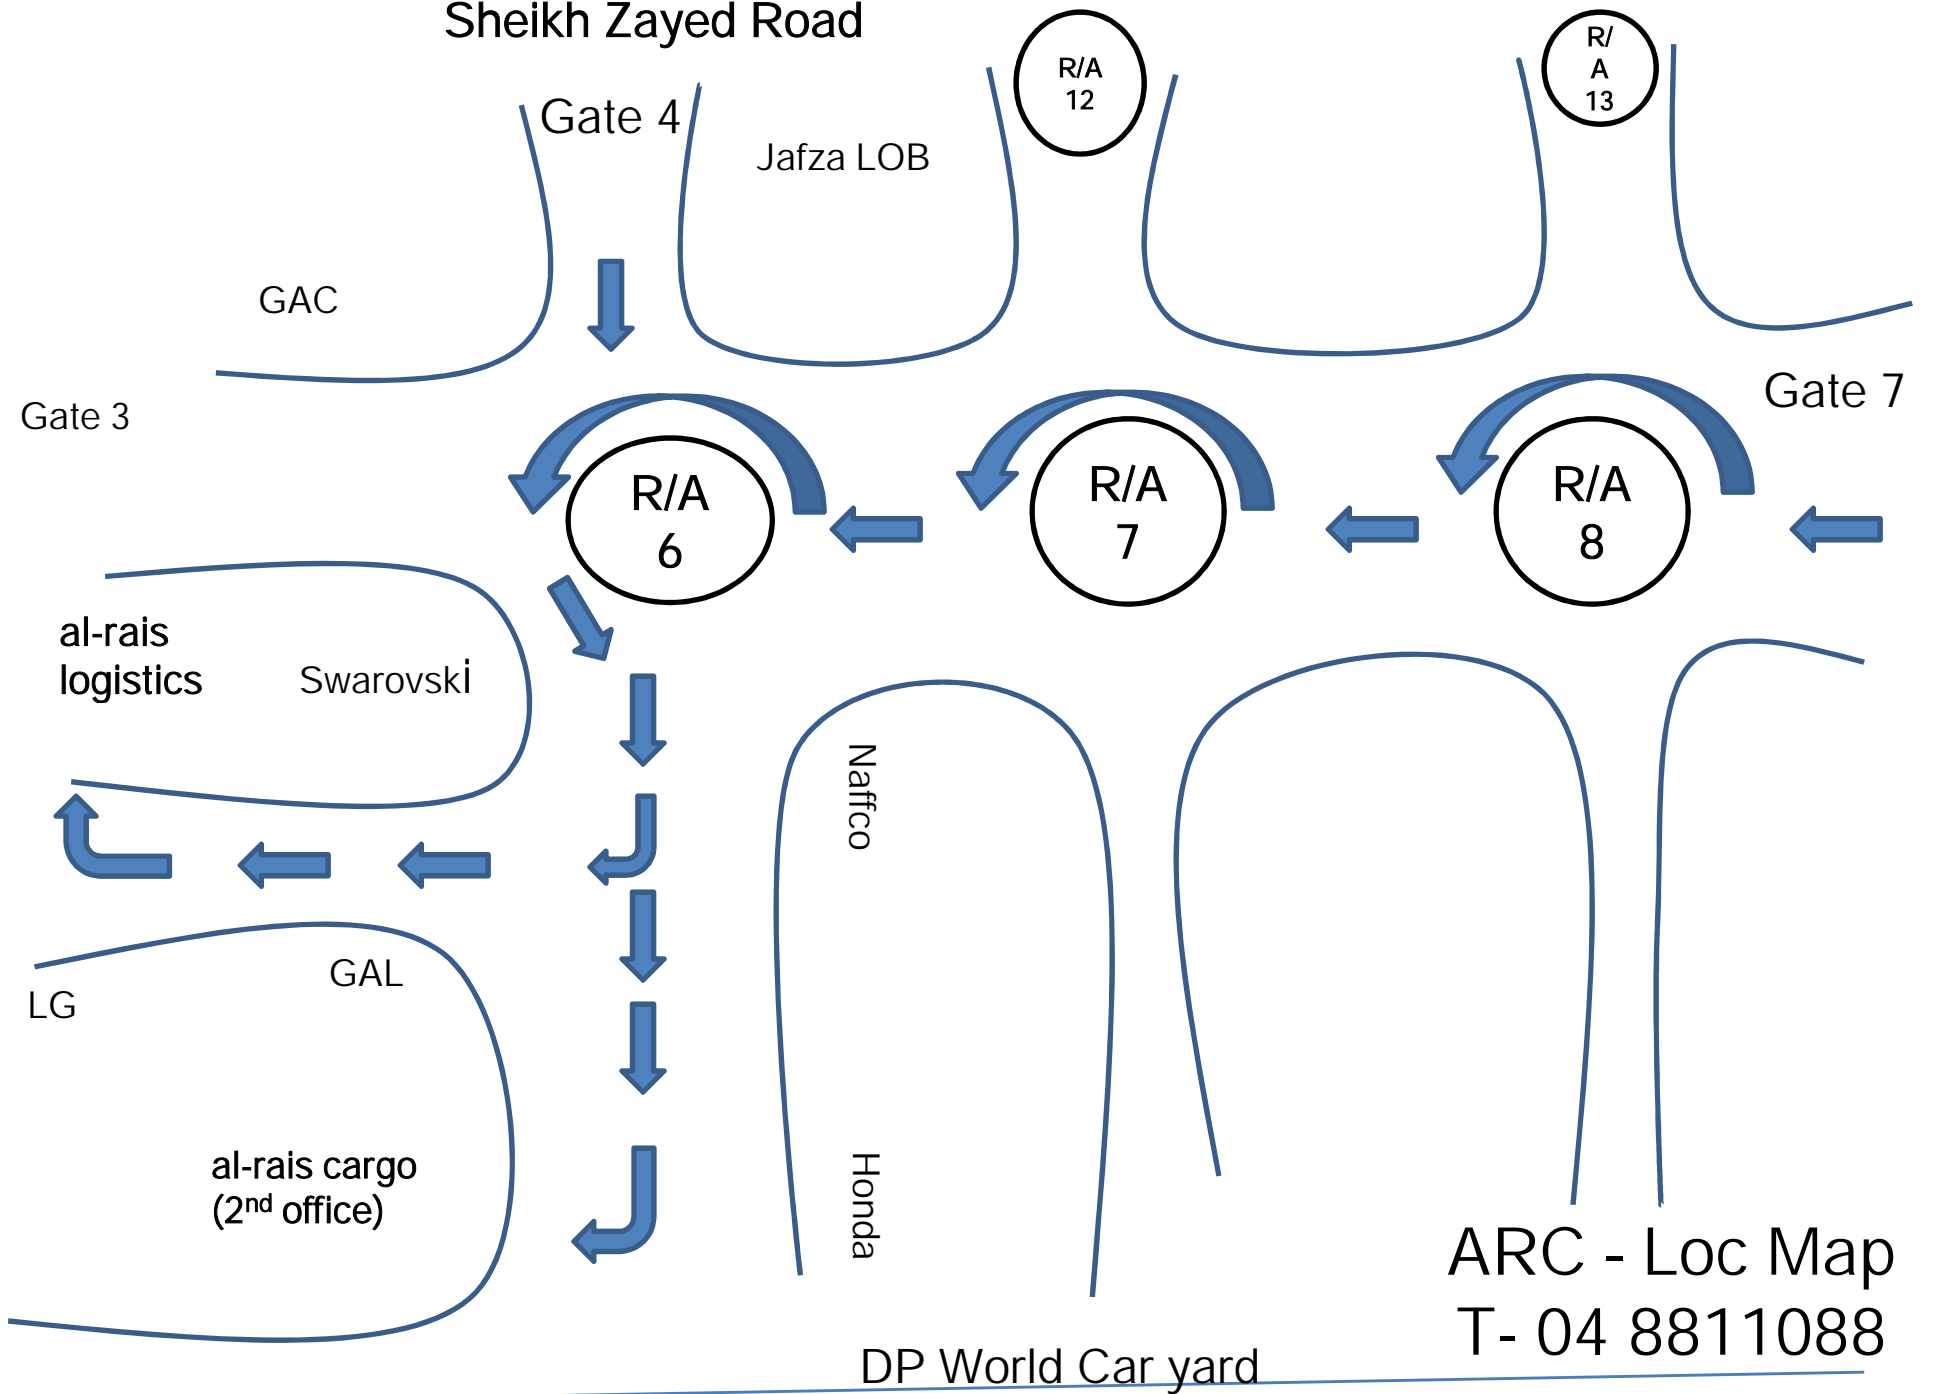 Sheikh Zayed Road
R/A
12
R/
A
13
Gate 4
Jafza LOB
GAC
Gate 3
Gate 7
R/A
6
R/A
7
R/A
8
al-rais
logistics
Swarovski
Naffco
GAL
LG
al-rais cargo
(2nd office)
Honda
ARC - Loc Map
T- 04 8811088
DP World Car yard